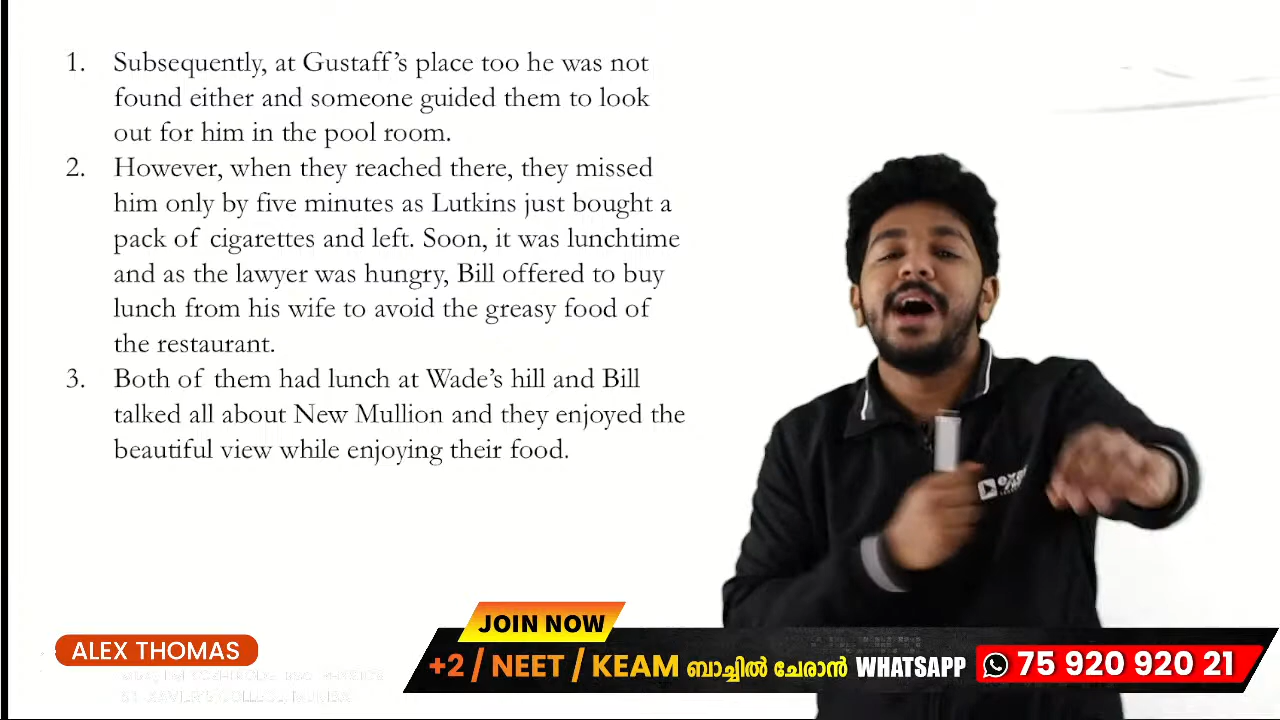 1. Subsequently, at Gustaff's place too he was not
found either and someone guided them to look
out for him in the pool room.
2. However, when they reached there, they missed
him only by five minutes as Lutkins just bought a
pack of cigarettes and left. Soon, it was lunchtime
and as the lawyer was hungry, Bill offered to buy
lunch from his wife to avoid the greasy food of
the restaurant.
3. Both of them had lunch at Wade's hill and Bill
talked all about New Mullion and they enjoyed the
beautiful view while enjoying their food.
ALEX THOMAS
JOIN NOW
+2 / NEET / KEAM ബാച്ചിൽ ചേരാൻ WHATSAPP 75 920 920 21